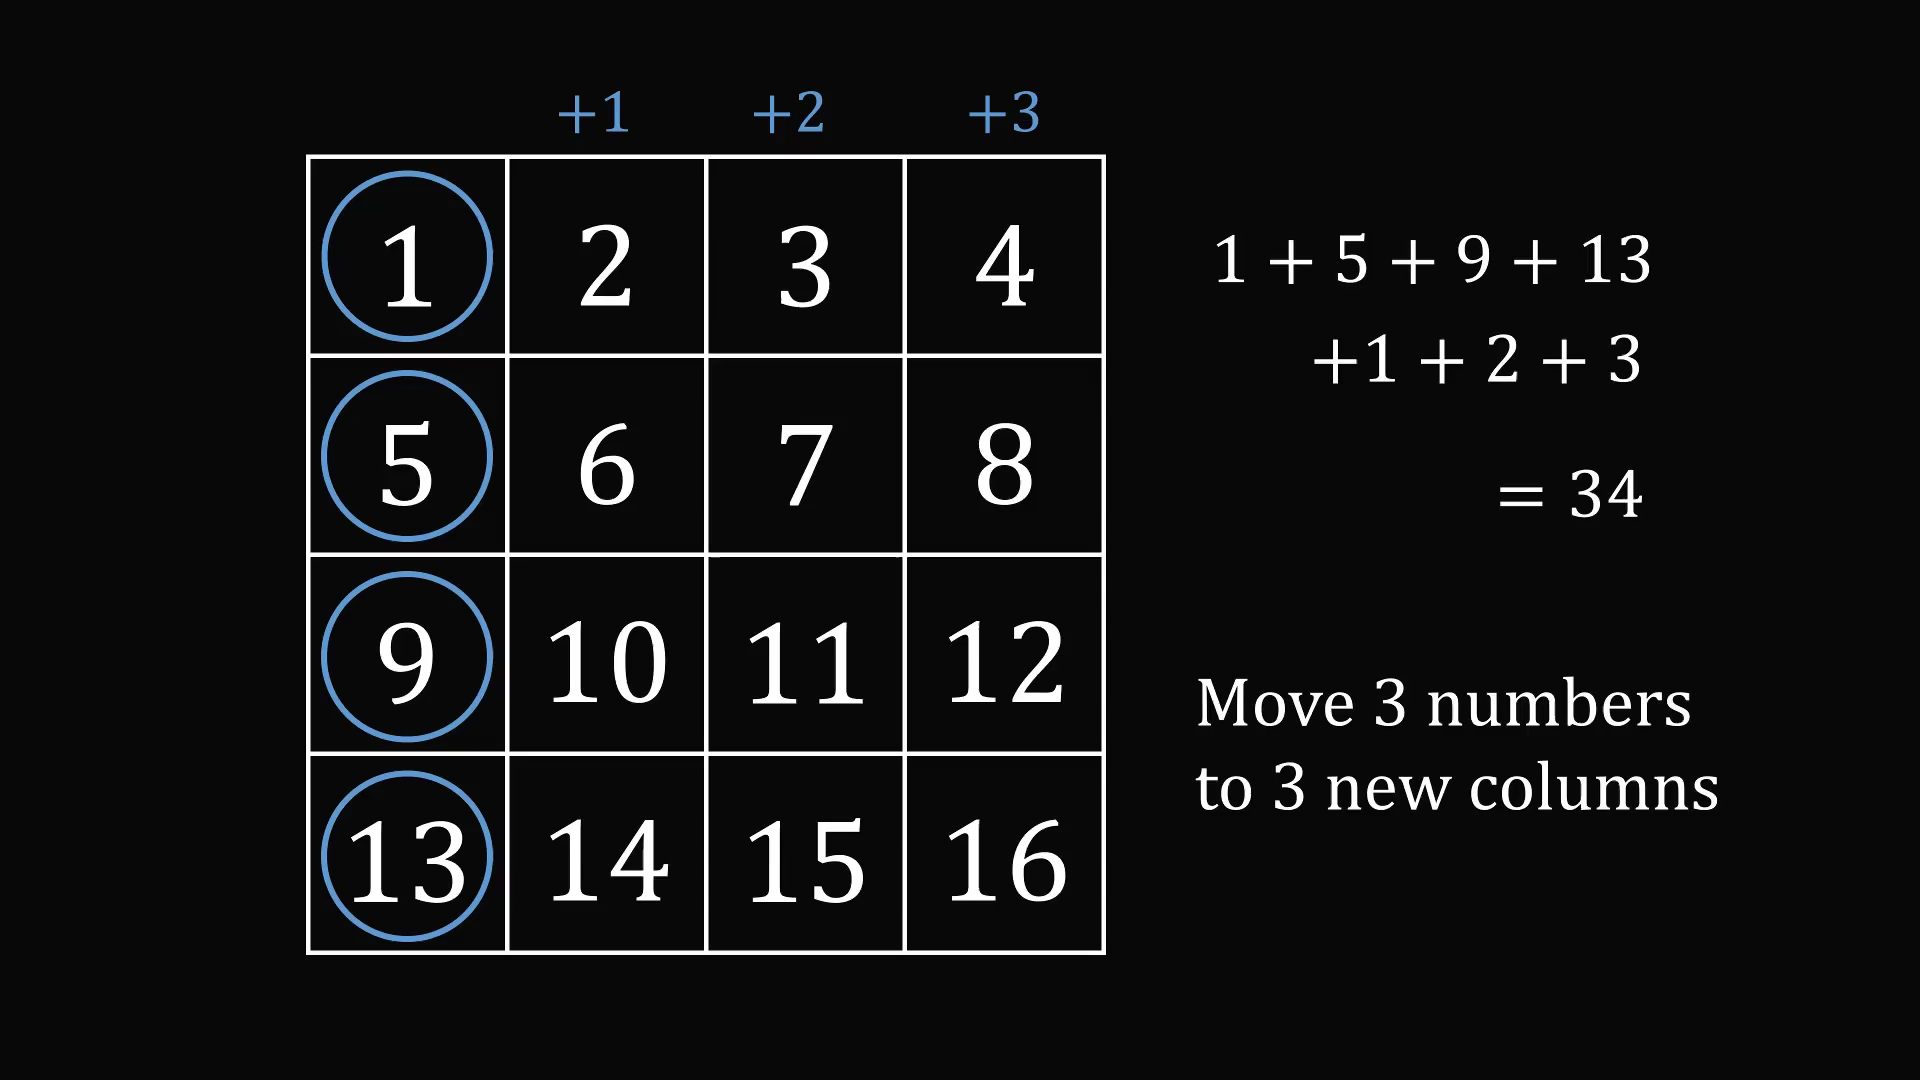 +1 +2 +3
1 2 3 4
5 6 7 8
9 10 11 12
13 14 15 16
1 + 5 + 9 + 13
+1 + 2 + 3
= 34
Move 3 numbers
to 3 new columns